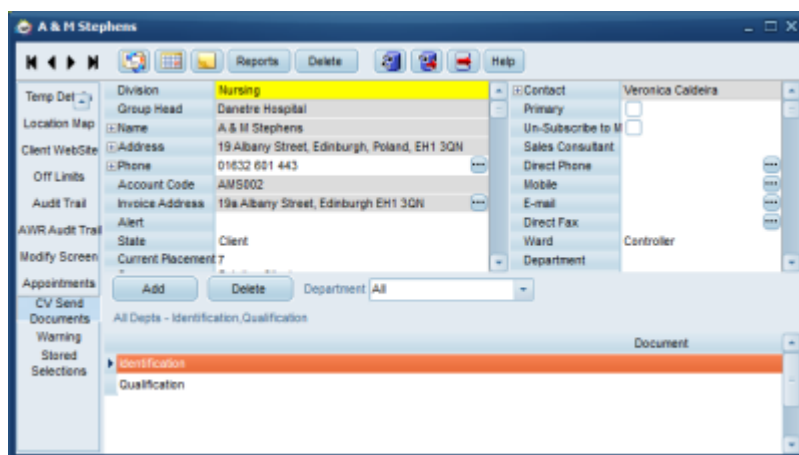 A & M Stephens
Reports Delete Help
Temp Det
Location Map
Client WebSite
Off Limits
Audit Trail
AWR Audit Trail
Modify Screen
Appointments
CV Send
Documents
Warning
Stored
Selections
Division Nursing
Group Head Danetre Hospital
Name A & M Stephens
Address 19 Albany Street, Edinburgh, Poland, EH1 3QN
Phone 01632 601 443
Account Code AMS002
Invoice Address 19a Albany Street, Edinburgh EH1 3QN
Alert
State Client
Current Placement 7
Contact Veronica Caldeira
Primary
Un-Subscribe to M
Sales Consultant
Direct Phone
Mobile
E-mail
Direct Fax
Ward Controller
Department
Add Delete Department All
All Depts - Identification,Qualification
Document
Identification
Qualification